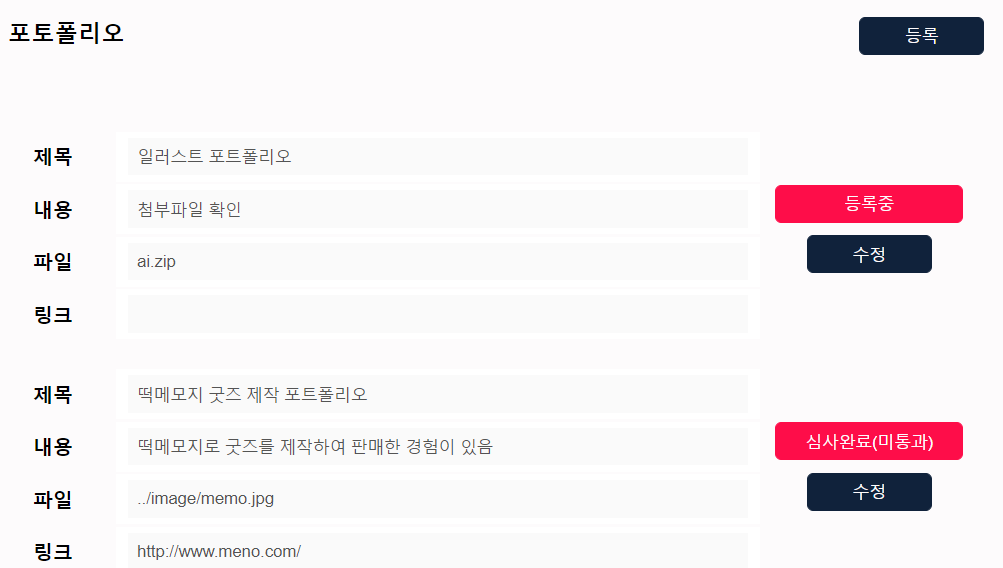 포토폴리오
등록
제목 일러스트 포트폴리오
내용 첨부파일 확인
등록중
파일 ai.zip
수정
링크
제목 떡메모지 굿즈 제작 포트폴리오
내용 떡메모지로 굿즈를 제작하여 판매한 경험이 있음
심사완료(미통과)
파일 ../image/memo.jpg
수정
링크 http://www.meno.com/